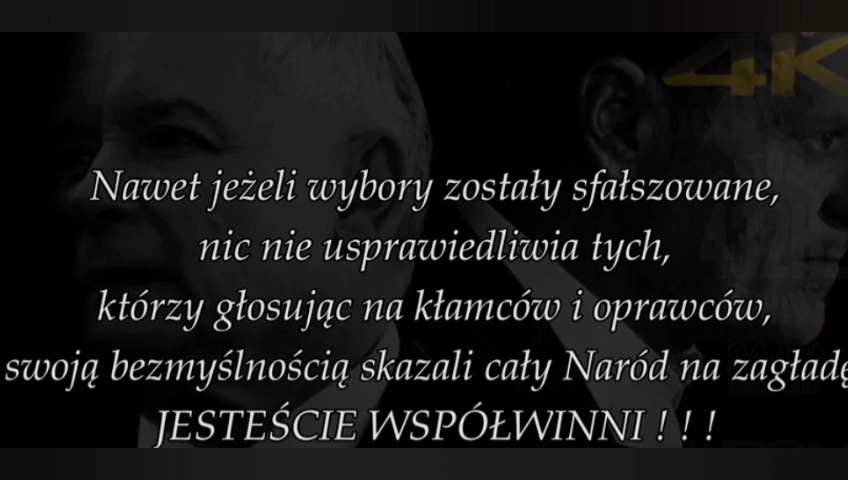 4K
Nawet jeżeli wybory zostały sfałszowane,
nic nie usprawiedliwia tych,
którzy głosując na kłamców i oprawców,
swoją bezmyślnością skazali cały Naród na zagładę
JESTEŚCIE WSPÓŁWINNI ! ! !